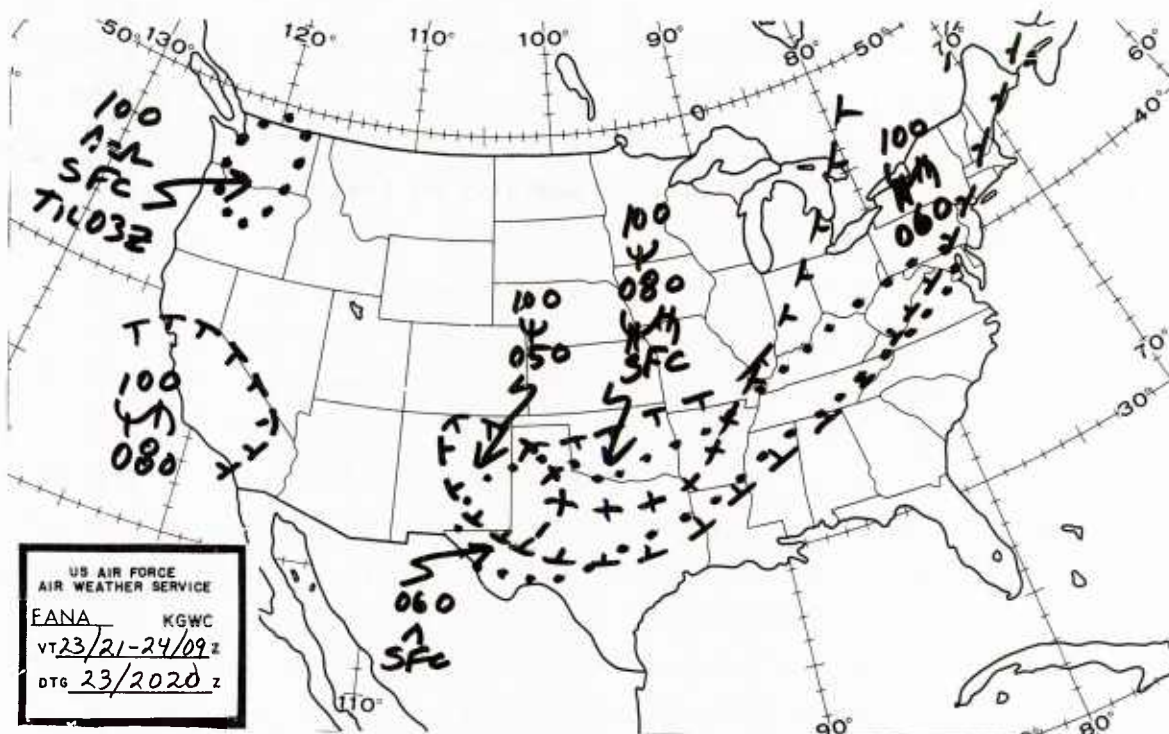 50° 130° 120° 110° 100° 90° 80° 50° 70° 60°
40°
100
SFC
TIL03Z
100
060
100
080
SFC
100
050
70°
100
080
30°
US AIR FORCE
AIR WEATHER SERVICE
FANA KGWC
VT 23/21-24/09 Z
DTG 23/2020 Z
060
SFC
110°
90°
80°